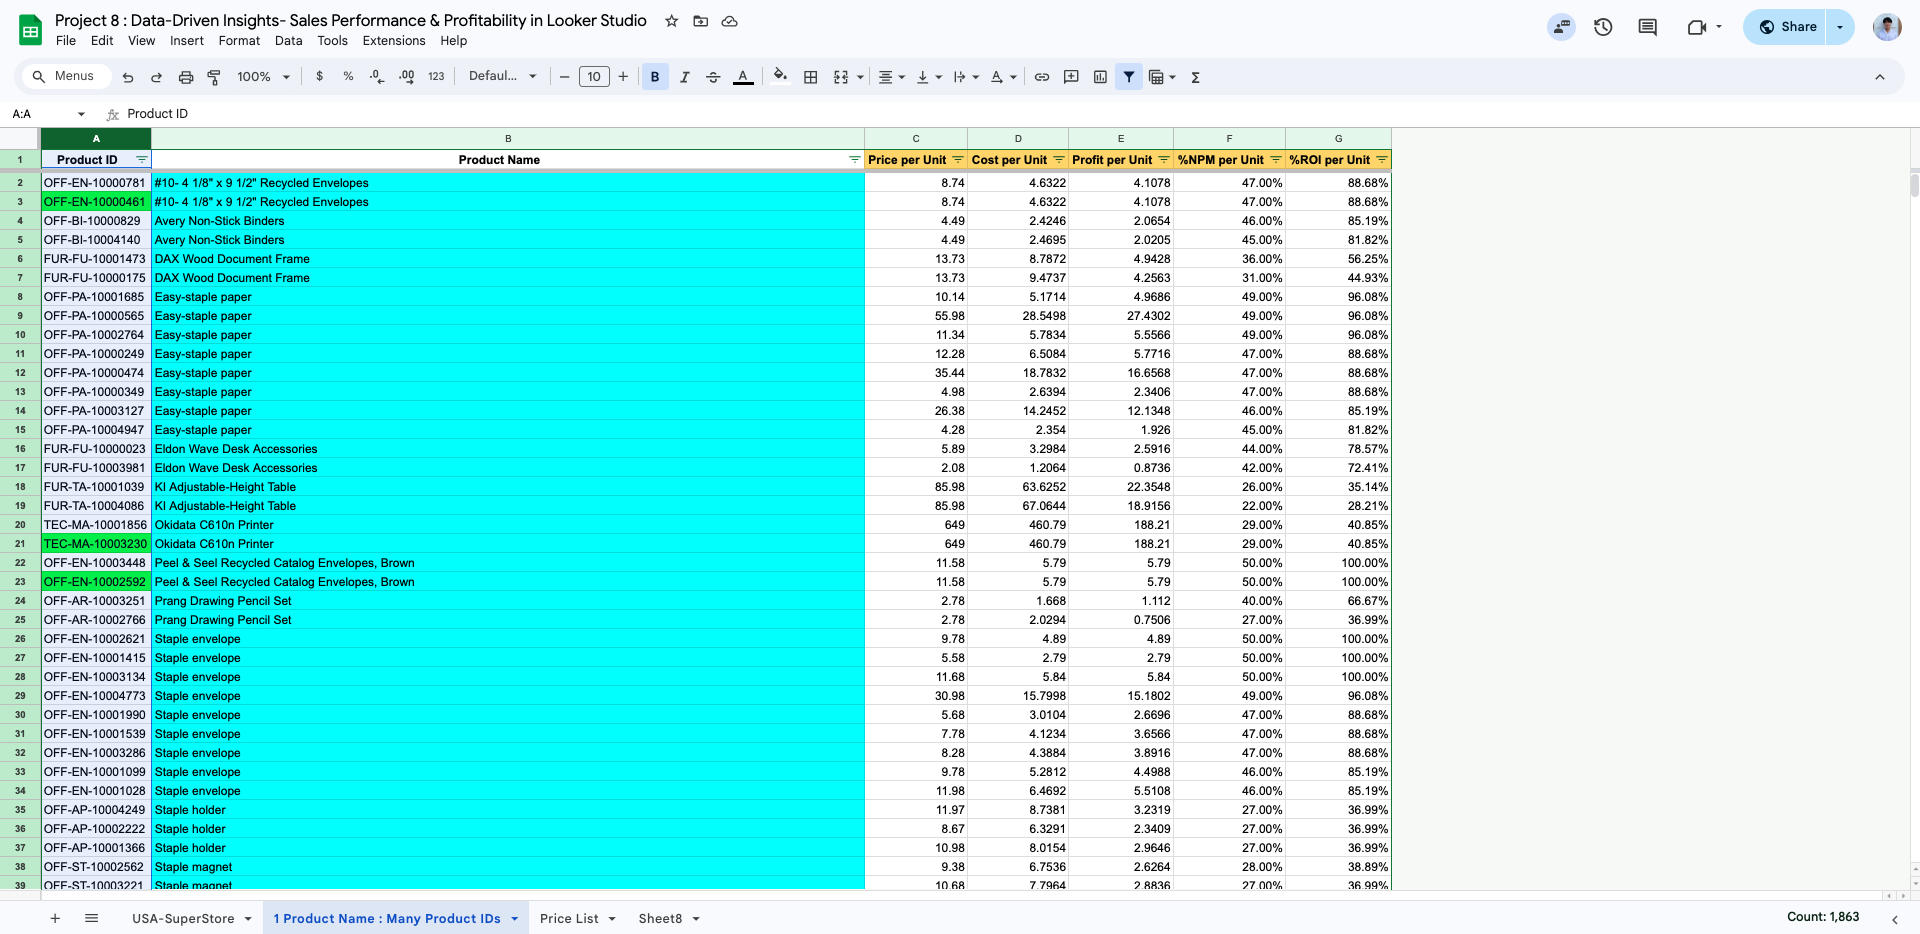 Project 8 : Data-Driven Insights- Sales Performance & Profitability in Looker Studio
File Edit View Insert Format Data Tools Extensions Help
Share
Menus 100% $ % .0 .00 123 Defaul... 10 B I A
A:A fx Product ID
A B C D E F G
1 Product ID Product Name Price per Unit Cost per Unit Profit per Unit %NPM per Unit %ROI per Unit
2 OFF-EN-10000781 #10- 4 1/8" x 9 1/2" Recycled Envelopes 8.74 4.6322 4.1078 47.00% 88.68%
3 OFF-EN-10000461 #10- 4 1/8" x 9 1/2" Recycled Envelopes 8.74 4.6322 4.1078 47.00% 88.68%
4 OFF-BI-10000829 Avery Non-Stick Binders 4.49 2.4246 2.0654 46.00% 85.19%
5 OFF-BI-10004140 Avery Non-Stick Binders 4.49 2.4695 2.0205 45.00% 81.82%
6 FUR-FU-10001473 DAX Wood Document Frame 13.73 8.7872 4.9428 36.00% 56.25%
7 FUR-FU-10000175 DAX Wood Document Frame 13.73 9.4737 4.2563 31.00% 44.93%
8 OFF-PA-10001685 Easy-staple paper 10.14 5.1714 4.9686 49.00% 96.08%
9 OFF-PA-10000565 Easy-staple paper 55.98 28.5498 27.4302 49.00% 96.08%
10 OFF-PA-10002764 Easy-staple paper 11.34 5.7834 5.5566 49.00% 96.08%
11 OFF-PA-10000249 Easy-staple paper 12.28 6.5084 5.7716 47.00% 88.68%
12 OFF-PA-10000474 Easy-staple paper 35.44 18.7832 16.6568 47.00% 88.68%
13 OFF-PA-10000349 Easy-staple paper 4.98 2.6394 2.3406 47.00% 88.68%
14 OFF-PA-10003127 Easy-staple paper 26.38 14.2452 12.1348 46.00% 85.19%
15 OFF-PA-10004947 Easy-staple paper 4.28 2.354 1.926 45.00% 81.82%
16 FUR-FU-10000023 Eldon Wave Desk Accessories 5.89 3.2984 2.5916 44.00% 78.57%
17 FUR-FU-10003981 Eldon Wave Desk Accessories 2.08 1.2064 0.8736 42.00% 72.41%
18 FUR-TA-10001039 KI Adjustable-Height Table 85.98 63.6252 22.3548 26.00% 35.14%
19 FUR-TA-10004086 KI Adjustable-Height Table 85.98 67.0644 18.9156 22.00% 28.21%
20 TEC-MA-10001856 Okidata C610n Printer 649 460.79 188.21 29.00% 40.85%
21 TEC-MA-10003230 Okidata C610n Printer 649 460.79 188.21 29.00% 40.85%
22 OFF-EN-10003448 Peel & Seel Recycled Catalog Envelopes, Brown 11.58 5.79 5.79 50.00% 100.00%
23 OFF-EN-10002592 Peel & Seel Recycled Catalog Envelopes, Brown 11.58 5.79 5.79 50.00% 100.00%
24 OFF-AR-10003251 Prang Drawing Pencil Set 2.78 1.668 1.112 40.00% 66.67%
25 OFF-AR-10002766 Prang Drawing Pencil Set 2.78 2.0294 0.7506 27.00% 36.99%
26 OFF-EN-10002621 Staple envelope 9.78 4.89 4.89 50.00% 100.00%
27 OFF-EN-10001415 Staple envelope 5.58 2.79 2.79 50.00% 100.00%
28 OFF-EN-10003134 Staple envelope 11.68 5.84 5.84 50.00% 100.00%
29 OFF-EN-10004773 Staple envelope 30.98 15.7998 15.1802 49.00% 96.08%
30 OFF-EN-10001990 Staple envelope 5.68 3.0104 2.6696 47.00% 88.68%
31 OFF-EN-10001539 Staple envelope 7.78 4.1234 3.6566 47.00% 88.68%
32 OFF-EN-10003286 Staple envelope 8.28 4.3884 3.8916 47.00% 88.68%
33 OFF-EN-10001099 Staple envelope 9.78 5.2812 4.4988 46.00% 85.19%
34 OFF-EN-10001028 Staple envelope 11.98 6.4692 5.5108 46.00% 85.19%
35 OFF-AP-10004249 Staple holder 11.97 8.7381 3.2319 27.00% 36.99%
36 OFF-AP-10002222 Staple holder 8.67 6.3291 2.3409 27.00% 36.99%
37 OFF-AP-10001366 Staple holder 10.98 8.0154 2.9646 27.00% 36.99%
38 OFF-ST-10002562 Staple magnet 9.38 6.7536 2.6264 28.00% 38.89%
39 OFF-ST-10003221 Staple magnet 10.68 7.7964 2.8836 27.00% 36.99%
USA-SuperStore 1 Product Name : Many Product IDs Price List Sheet8 Count: 1,863